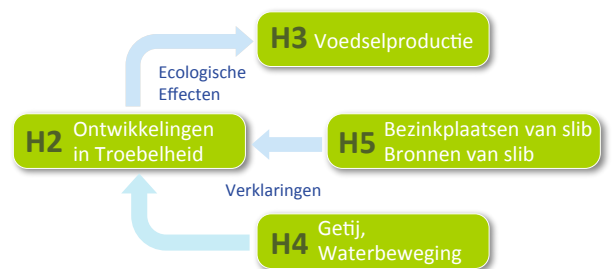 H3 Voedselproductie
Ecologische
Effecten
H2 Ontwikkelingen
in Troebelheid
H5 Bezinkplaatsen van slib
Bronnen van slib
Verklaringen
H4 Getij,
Waterbeweging